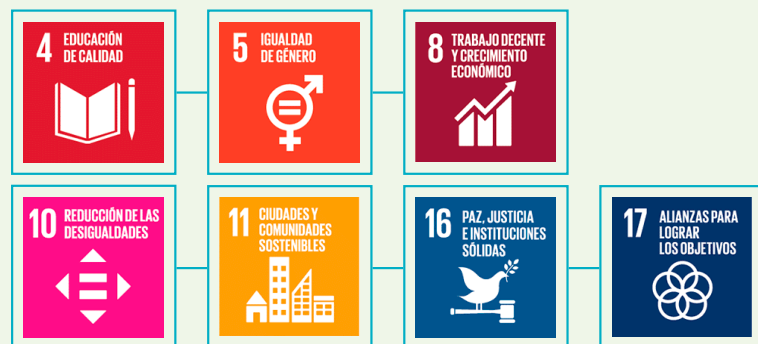 4 EDUCACIÓN
DE CALIDAD
5 IGUALDAD
DE GÉNERO
8 TRABAJO DECENTE
Y CRECIMIENTO
ECONÓMICO
10 REDUCCIÓN DE LAS
DESIGUALDADES
11 CIUDADES Y
COMUNIDADES
SOSTENIBLES
16 PAZ, JUSTICIA
E INSTITUCIONES
SÓLIDAS
17 ALIANZAS PARA
LOGRAR
LOS OBJETIVOS